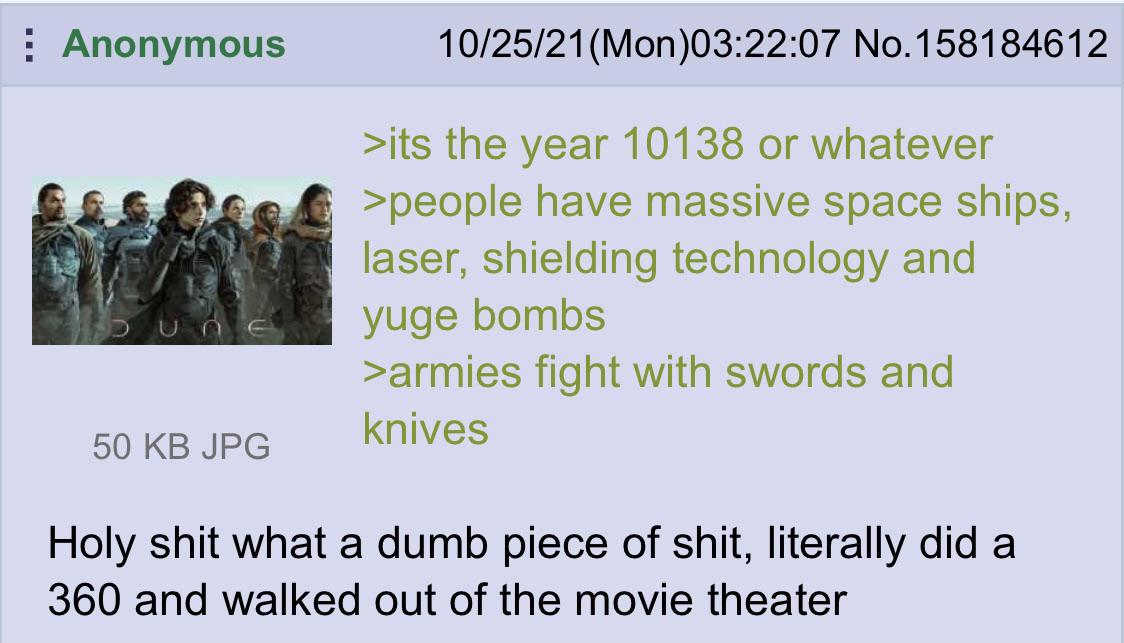 Anonymous 10/25/21(Mon)03:22:07 No.158184612
>its the year 10138 or whatever
>people have massive space ships,
laser, shielding technology and
yuge bombs
>armies fight with swords and
knives
DUNE
50 KB JPG
Holy shit what a dumb piece of shit, literally did a
360 and walked out of the movie theater